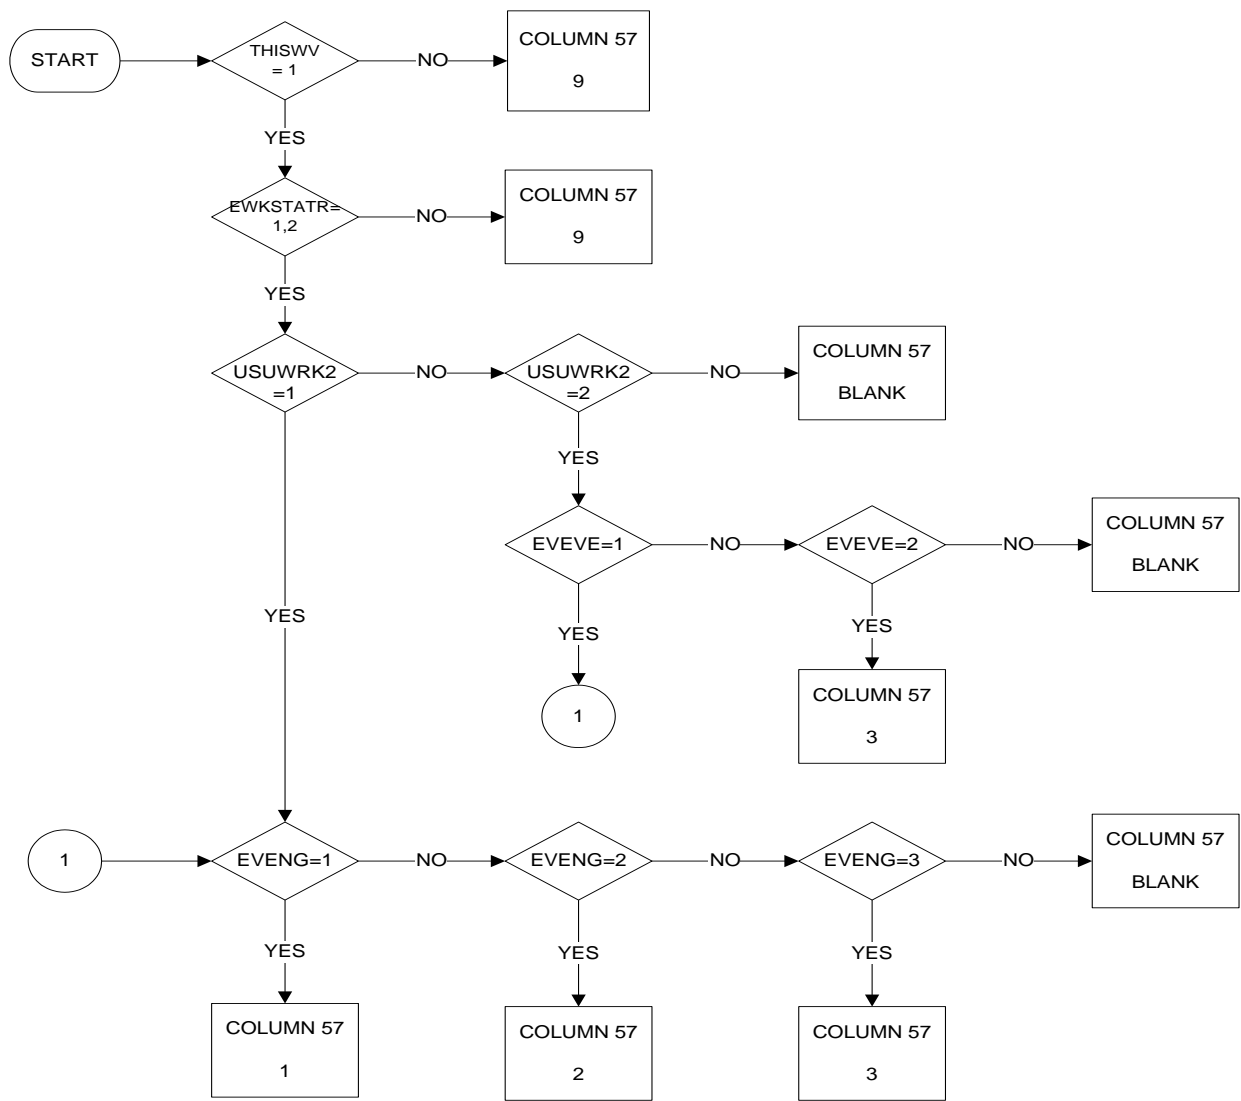 START
THISWV
= 1
NO
COLUMN 57
9
YES
EWKSTATR=
1,2
NO
COLUMN 57
9
YES
USUWRK2
=1
NO
USUWRK2
=2
NO
COLUMN 57
BLANK
YES
EVEVE=1
NO
EVEVE=2
NO
COLUMN 57
BLANK
YES
YES
YES
1
COLUMN 57
3
1
EVENG=1
NO
EVENG=2
NO
EVENG=3
NO
COLUMN 57
BLANK
YES
YES
YES
COLUMN 57
1
COLUMN 57
2
COLUMN 57
3